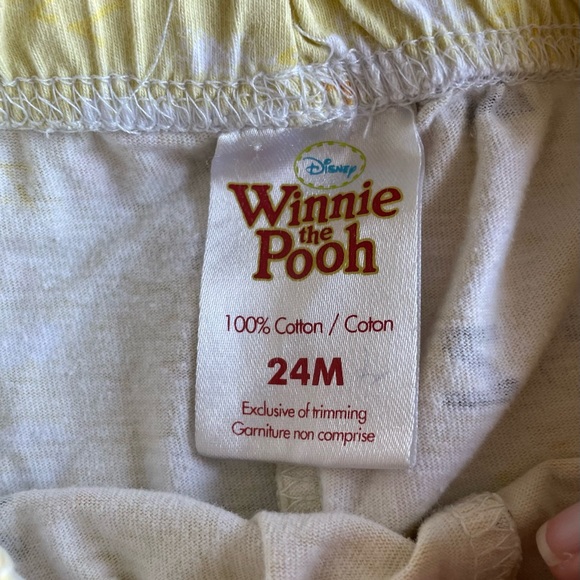 Disney
Winnie
the
Pooh
100% Cotton / Coton
24M
Exclusive of trimming
Garniture non comprise